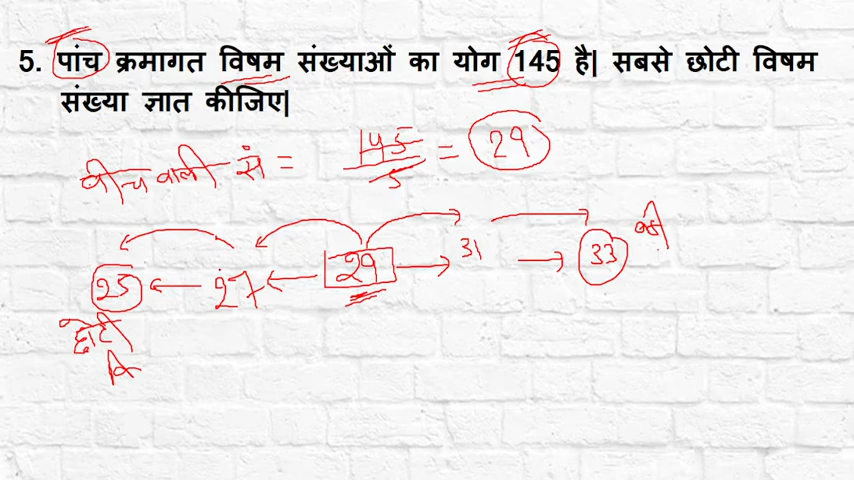 5. पांच क्रमागत विषम संख्याओं का योग 145 है| सबसे छोटी विषम
संख्या ज्ञात कीजिए|
बीच वाली सं = 145/5 = 29
25 ← 27 ← 29 → 31 → 33
छोटी
वि